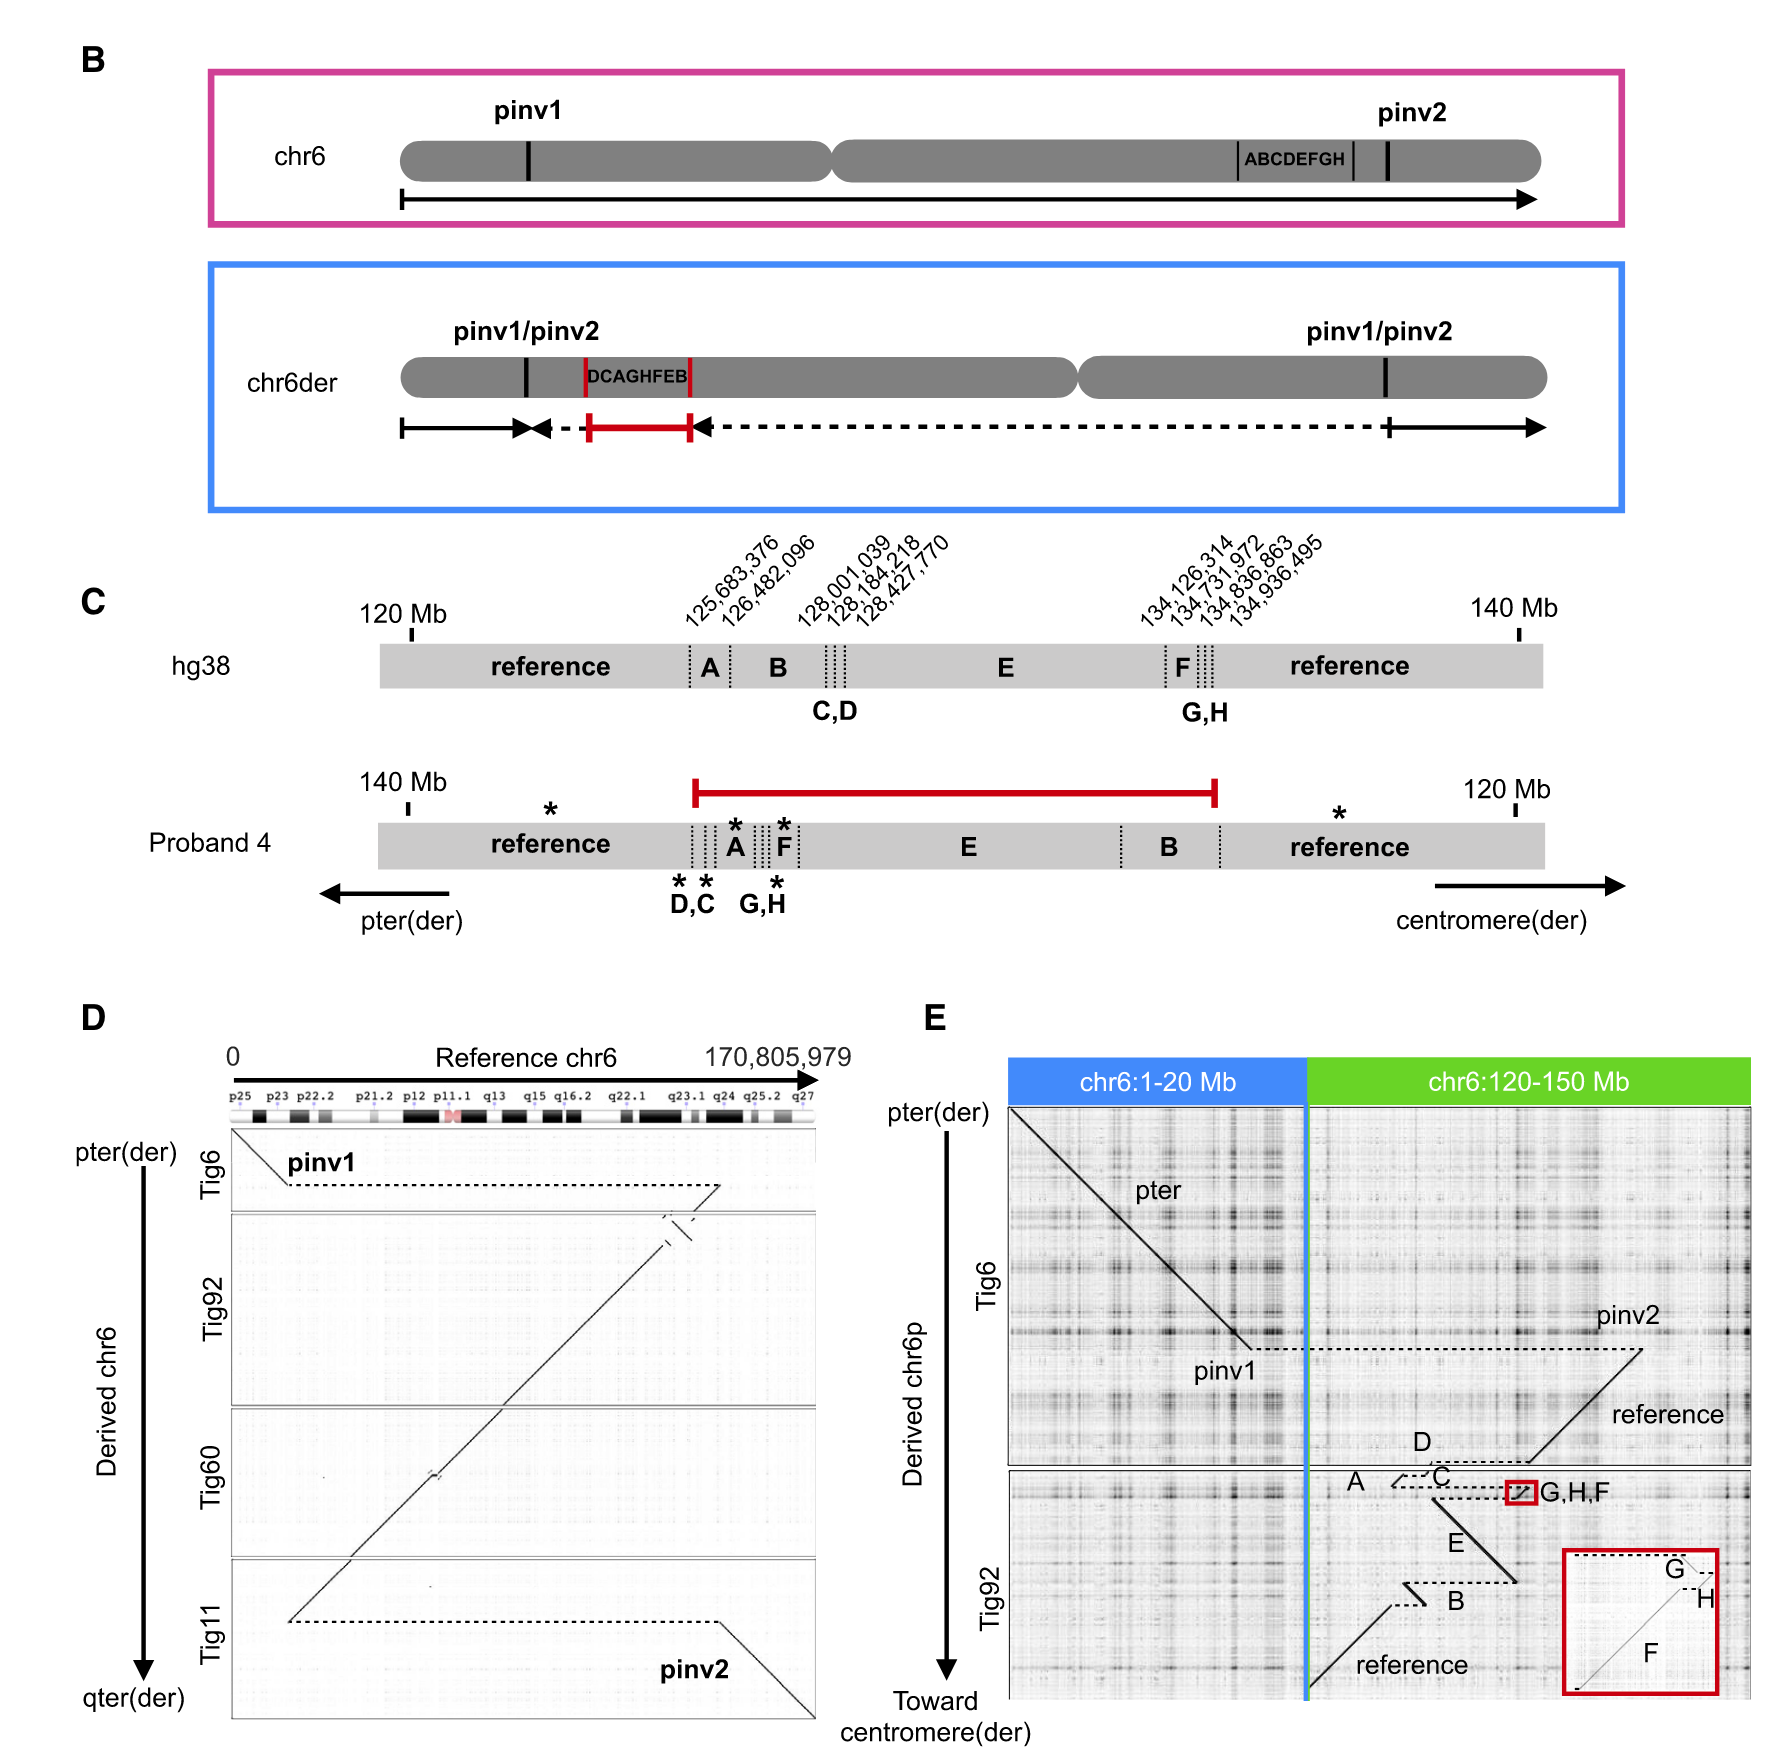 B
pinv1
pinv2
chr6
ABCDEFGH
pinv1/pinv2
pinv1/pinv2
chr6der
DCAGHFEB
C
125,683,376
126,482,096
128,001,039
128,184,218
128,427,770
134,126,314
134,731,972
134,836,863
134,936,495
120 Mb
140 Mb
hg38
reference
A
B
E
F
reference
C,D
G,H
140 Mb
120 Mb
*
*
Proband 4
reference
*
A
*
F
E
B
reference
* * *
D,C
G,H
pter(der)
centromere(der)
D
0
Reference chr6
170,805,979
p25 p23 p22.2 p21.2 p12 p11.1 q13 q15 q16.2 q22.1 q23.1 q24 q25.2 q27
pter(der)
Derived chr6
qter(der)
Tig6
Tig92
Tig60
Tig11
pinv1
pinv2
E
chr6:1-20 Mb
chr6:120-150 Mb
pter(der)
Derived chr6p
Toward
centromere(der)
Tig6
Tig92
pter
pinv2
pinv1
reference
D
A
C
G,H,F
E
B
reference
G
H
F